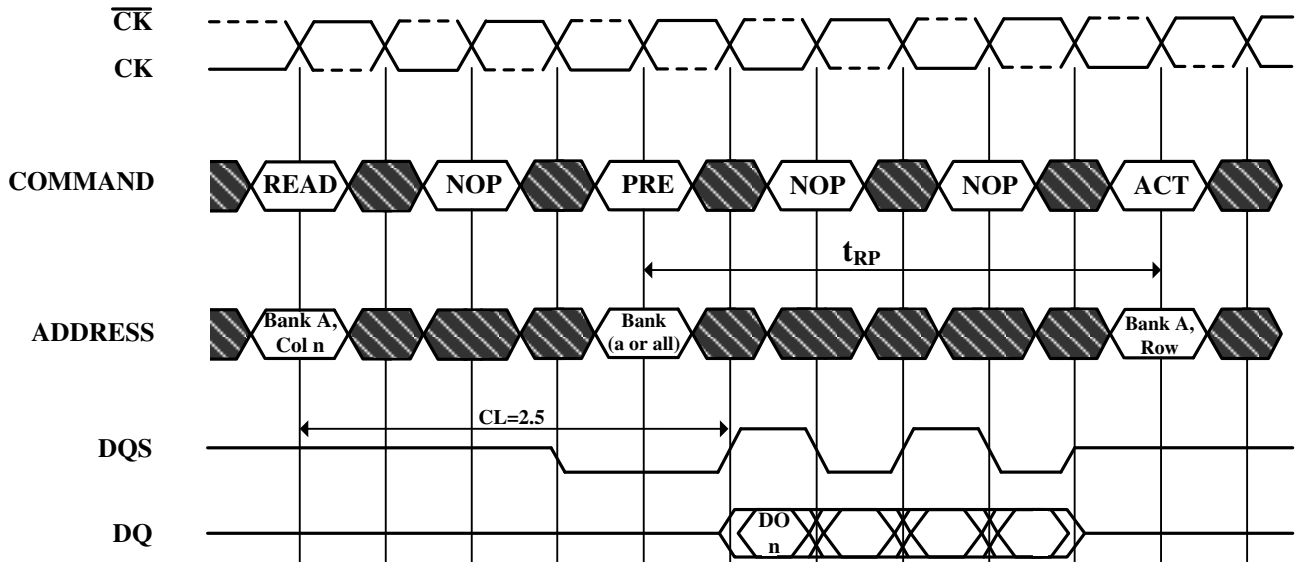 C̅K̅
CK
COMMAND
READ
NOP
PRE
NOP
NOP
ACT
tRP
ADDRESS
Bank A,
Col n
Bank
(a or all)
Bank A,
Row
CL=2.5
DQS
DQ
DO
n